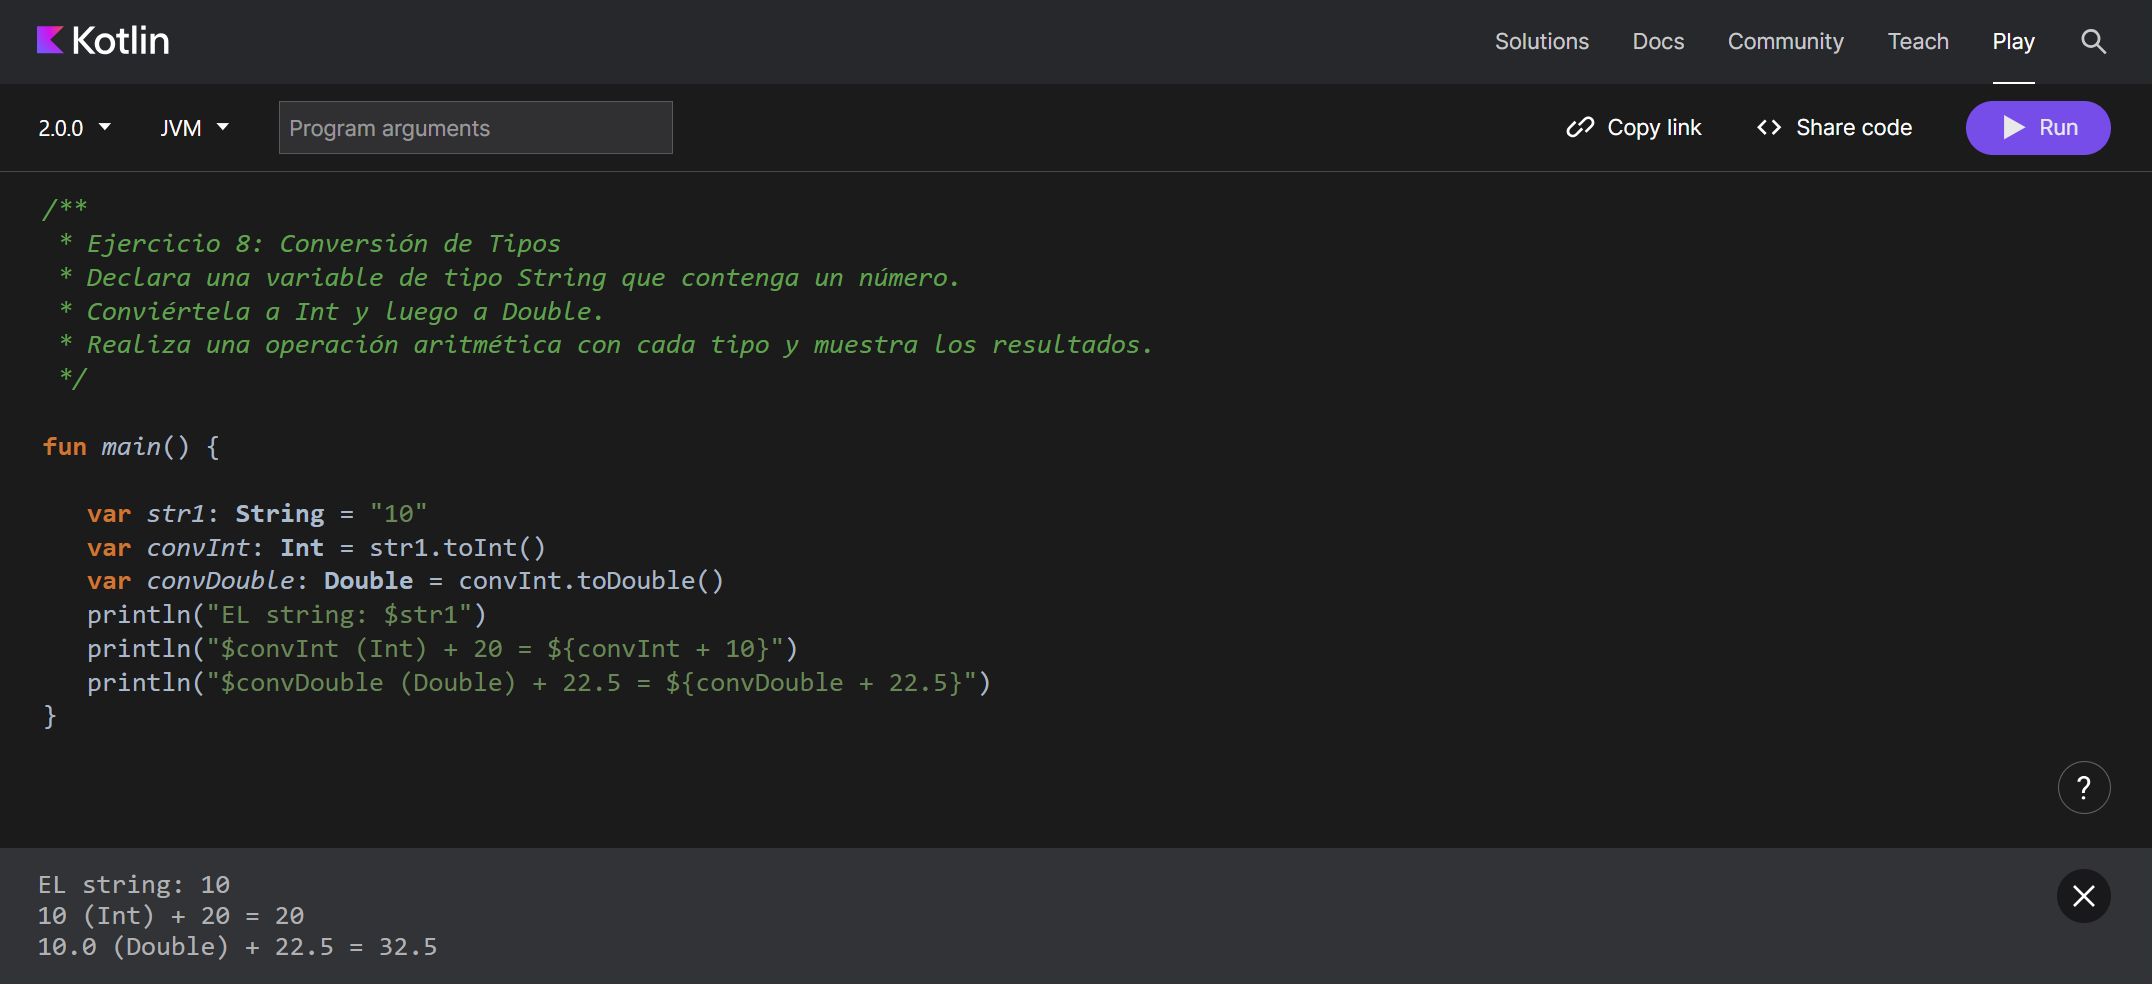 Kotlin
Solutions Docs Community Teach Play
2.0.0 JVM Program arguments Copy link <> Share code Run
/**
 * Ejercicio 8: Conversión de Tipos
 * Declara una variable de tipo String que contenga un número.
 * Conviértela a Int y luego a Double.
 * Realiza una operación aritmética con cada tipo y muestra los resultados.
 */
fun main() {
   var str1: String = "10"
   var convInt: Int = str1.toInt()
   var convDouble: Double = convInt.toDouble()
   println("EL string: $str1")
   println("$convInt (Int) + 20 = ${convInt + 10}")
   println("$convDouble (Double) + 22.5 = ${convDouble + 22.5}")
}
?
EL string: 10
10 (Int) + 20 = 20
10.0 (Double) + 22.5 = 32.5